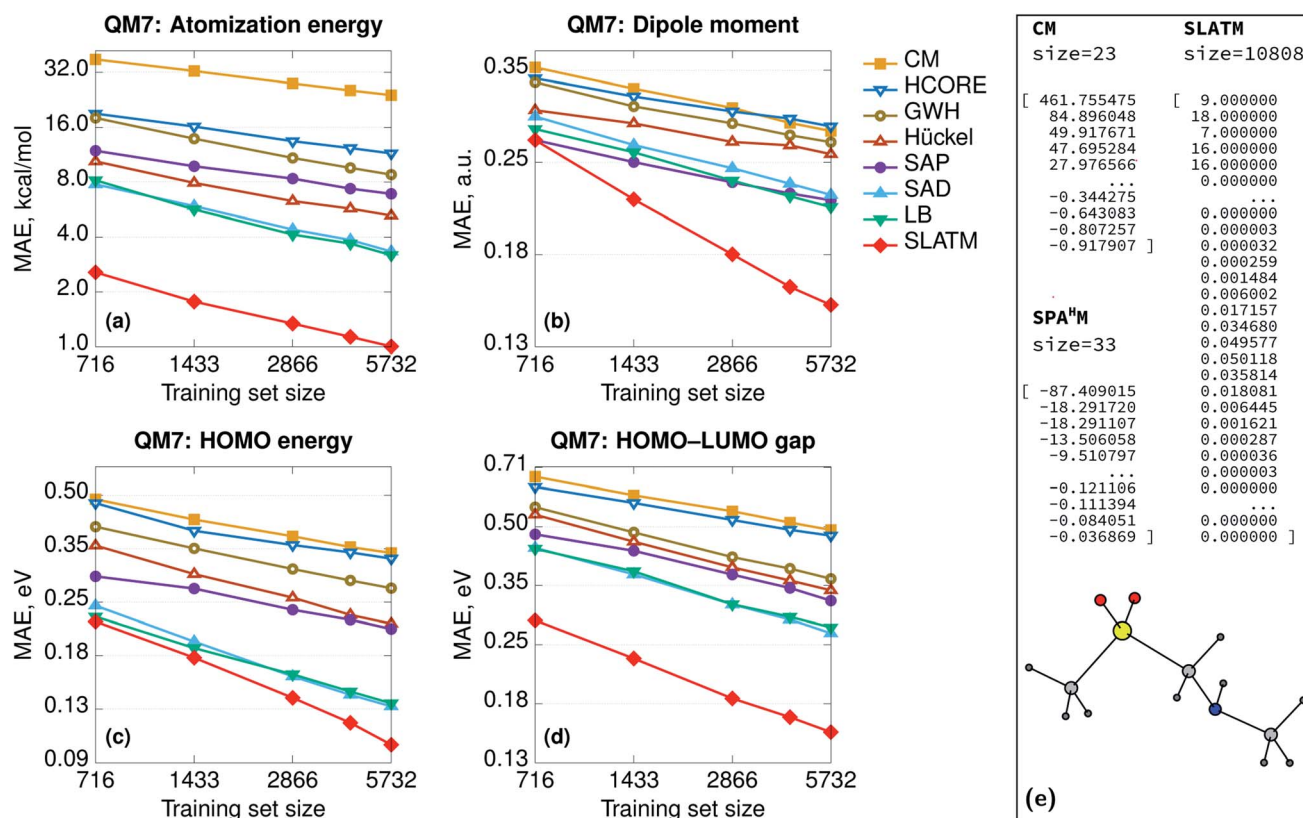 QM7: Atomization energy
MAE, kcal/mol
32.0
16.0
8.0
4.0
2.0
1.0
(a)
716
1433
2866
5732
Training set size
QM7: Dipole moment
MAE, a.u.
0.35
0.25
0.18
0.13
(b)
716
1433
2866
5732
Training set size
CM
HCORE
GWH
Hückel
SAP
SAD
LB
SLATM
QM7: HOMO energy
MAE, eV
0.50
0.35
0.25
0.18
0.13
0.09
(c)
716
1433
2866
5732
Training set size
QM7: HOMO–LUMO gap
MAE, eV
0.71
0.50
0.35
0.25
0.18
0.13
(d)
716
1433
2866
5732
Training set size
CM
size=23
[ 461.755475
84.896048
49.917671
47.695284
27.976566
...
−0.344275
−0.643083
−0.807257
−0.917907 ]
SPAᴴM
size=33
[ −87.409015
−18.291720
−18.291107
−13.506058
−9.510797
...
−0.121106
−0.111394
−0.084051
−0.036869 ]
SLATM
size=10808
[ 9.000000
18.000000
7.000000
16.000000
16.000000
0.000000
...
0.000000
0.000003
0.000032
0.000259
0.001484
0.006002
0.017157
0.034680
0.049577
0.050118
0.035814
0.018081
0.006445
0.001621
0.000287
0.000036
0.000003
0.000000
...
0.000000
0.000000 ]
(e)